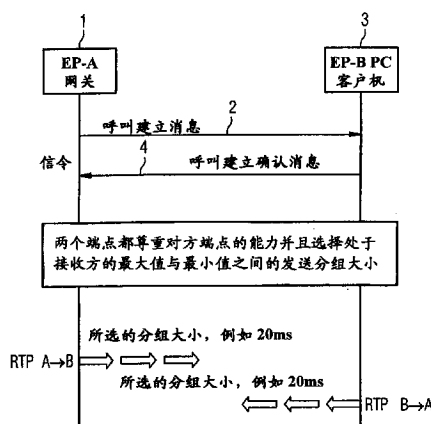 1
3
EP-A
网关
EP-B PC
客户机
呼叫建立消息
2
信令
4
呼叫建立确认消息
两个端点都尊重对方端点的能力并且选择处于
接收方的最大值与最小值之间的发送分组大小
所选的分组大小，例如 20ms
RTP A→B
所选的分组大小，例如 20ms
RTP B→A